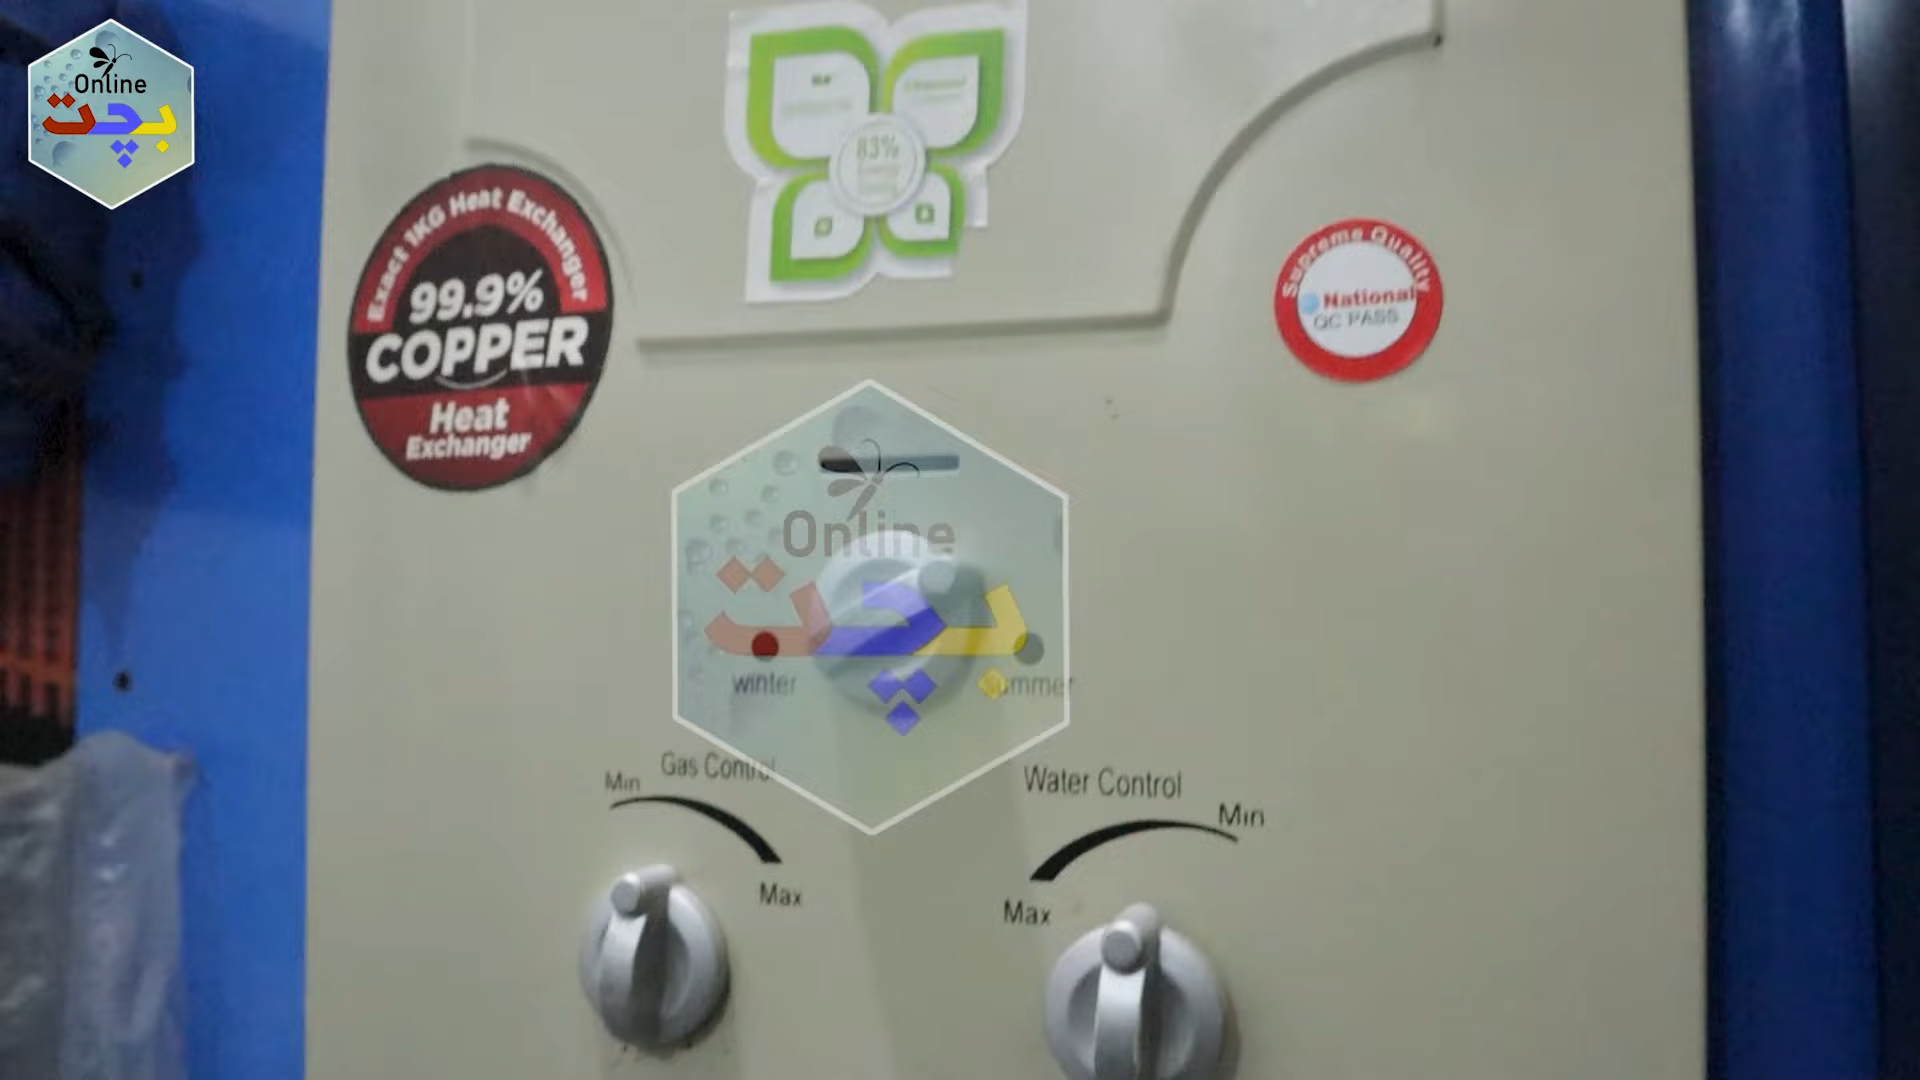 Online
بچت
83%
Exact 1KG Heat Exchanger
99.9%
COPPER
Heat
Exchanger
Supreme Quality
National
QC PASS
Online
بچت
winter
summer
Gas Control
Min
Max
Water Control
Min
Max